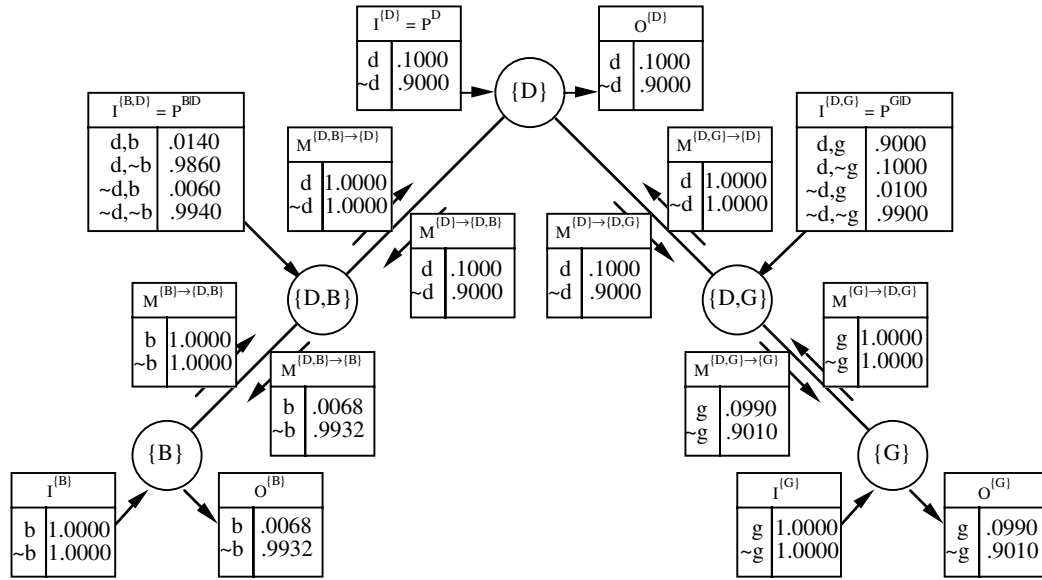 I^{D} = P^D
d .1000
~d .9000
{D}
O^{D}
d .1000
~d .9000
I^{B,D} = P^B|D
d,b .0140
d,~b .9860
~d,b .0060
~d,~b .9940
M^{D,B}→{D}
d 1.0000
~d 1.0000
M^{D,G}→{D}
d 1.0000
~d 1.0000
I^{D,G} = P^G|D
d,g .9000
d,~g .1000
~d,g .0100
~d,~g .9900
M^{D}→{D,B}
d .1000
~d .9000
M^{D}→{D,G}
d .1000
~d .9000
{D,B}
{D,G}
M^{B}→{D,B}
b 1.0000
~b 1.0000
M^{D,B}→{B}
b .0068
~b .9932
M^{D,G}→{G}
g .0990
~g .9010
M^{G}→{D,G}
g 1.0000
~g 1.0000
{B}
{G}
I^{B}
b 1.0000
~b 1.0000
O^{B}
b .0068
~b .9932
I^{G}
g 1.0000
~g 1.0000
O^{G}
g .0990
~g .9010